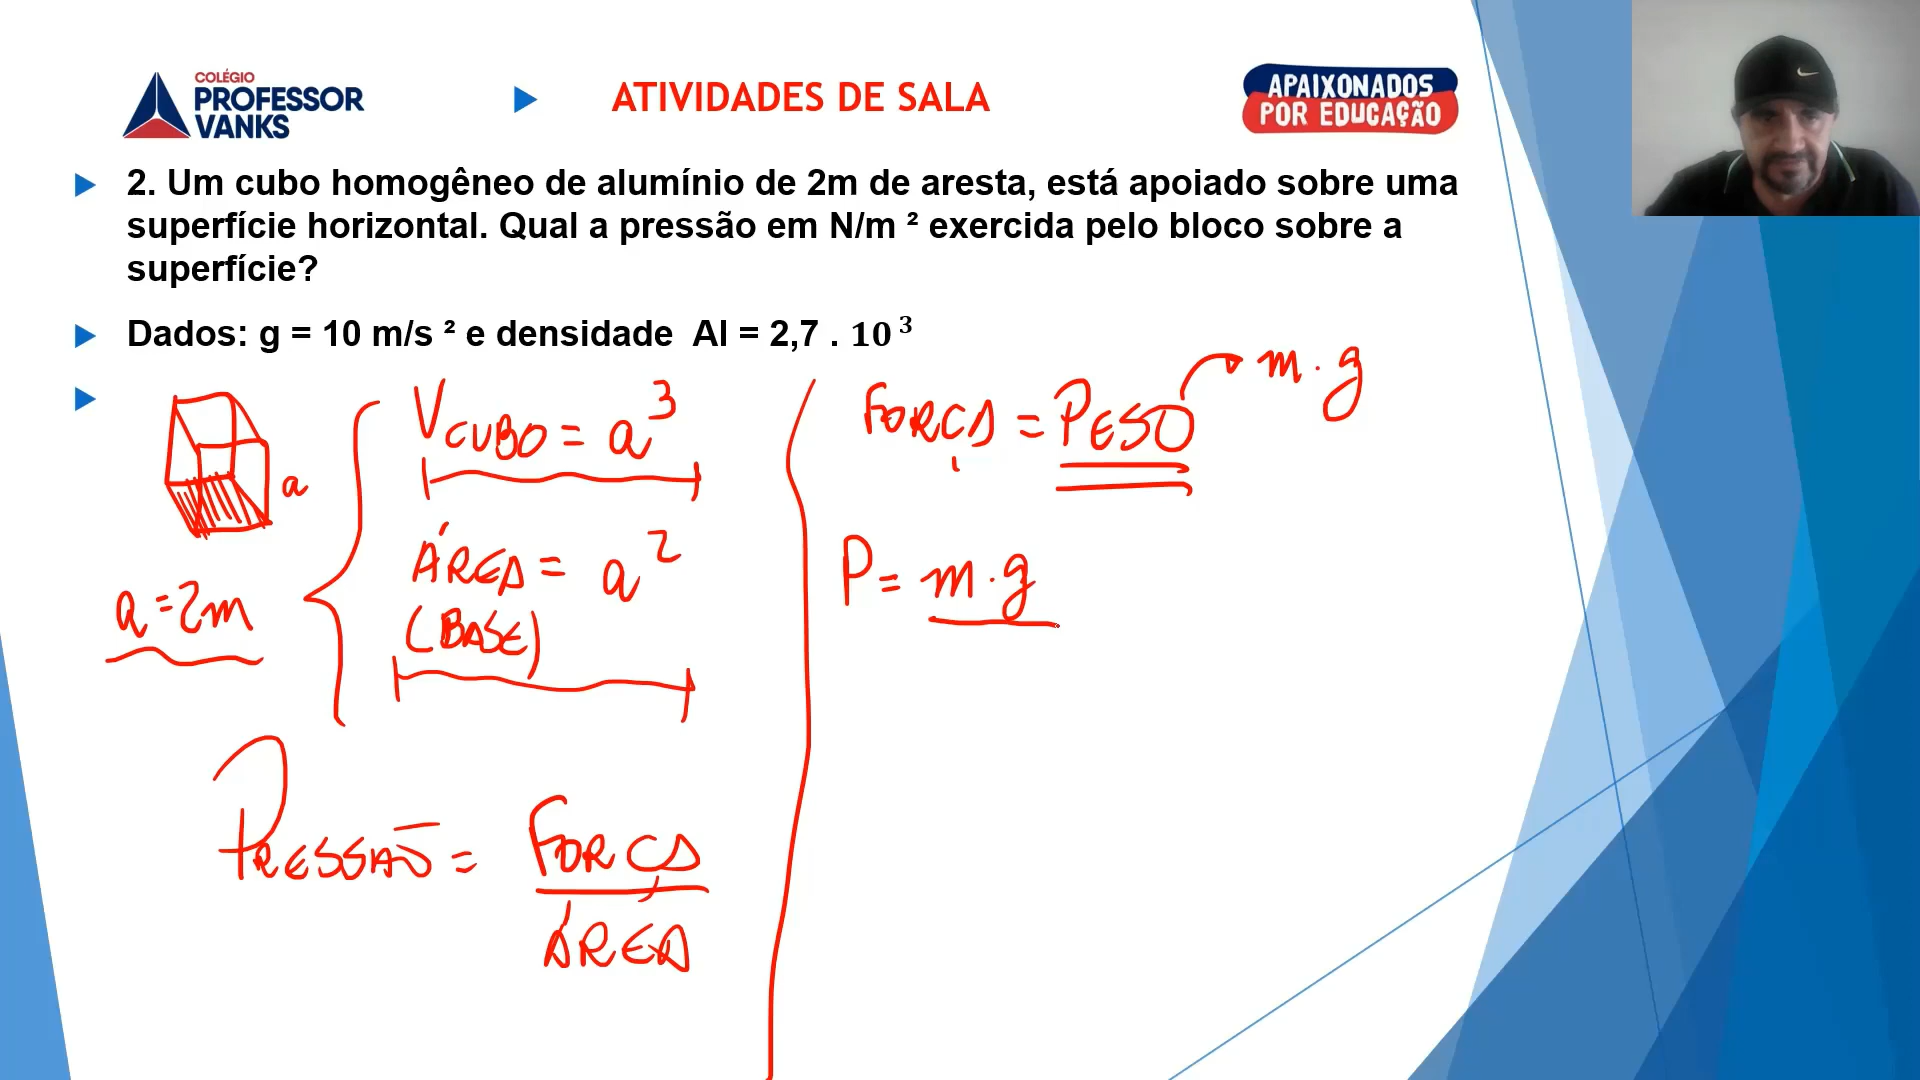 COLÉGIO
PROFESSOR
VANKS
ATIVIDADES DE SALA
APAIXONADOS
POR EDUCAÇÃO
2. Um cubo homogêneo de alumínio de 2m de aresta, está apoiado sobre uma
superfície horizontal. Qual a pressão em N/m ² exercida pelo bloco sobre a
superfície?
Dados: g = 10 m/s ² e densidade Al = 2,7 . 10 ³
a
a = 2m
V CUBO = a³
ÁREA = a²
(BASE)
PRESSÃO = FORÇA
ÁREA
FORÇA = PESO
m . g
P = m . g